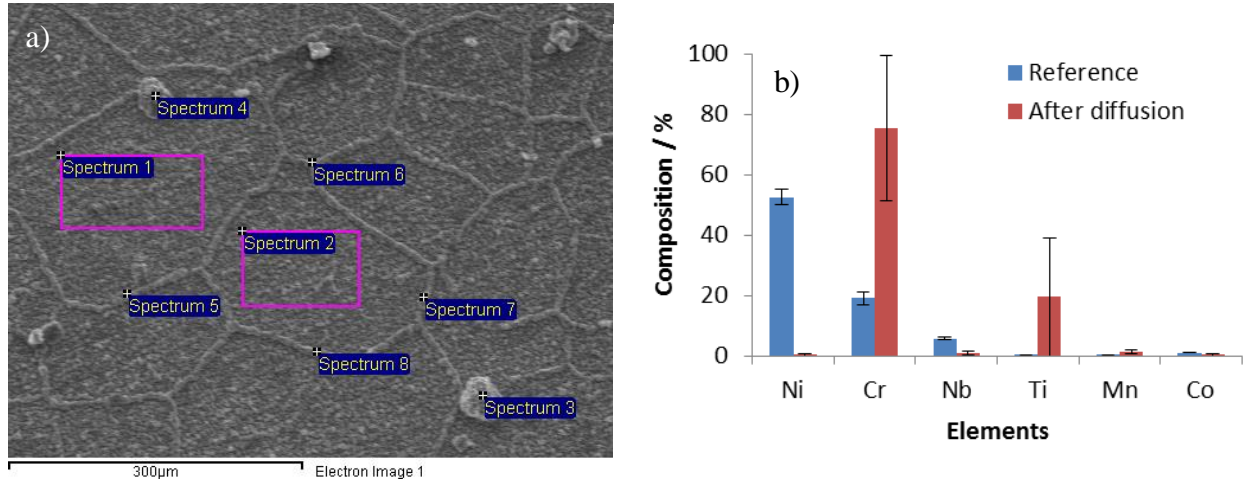 a)
Spectrum 4
Spectrum 1
Spectrum 6
Spectrum 2
Spectrum 5
Spectrum 7
Spectrum 8
Spectrum 3
300µm Electron Image 1
b)
Reference
After diffusion
Composition / %
100
80
60
40
20
0
Ni Cr Nb Ti Mn Co
Elements